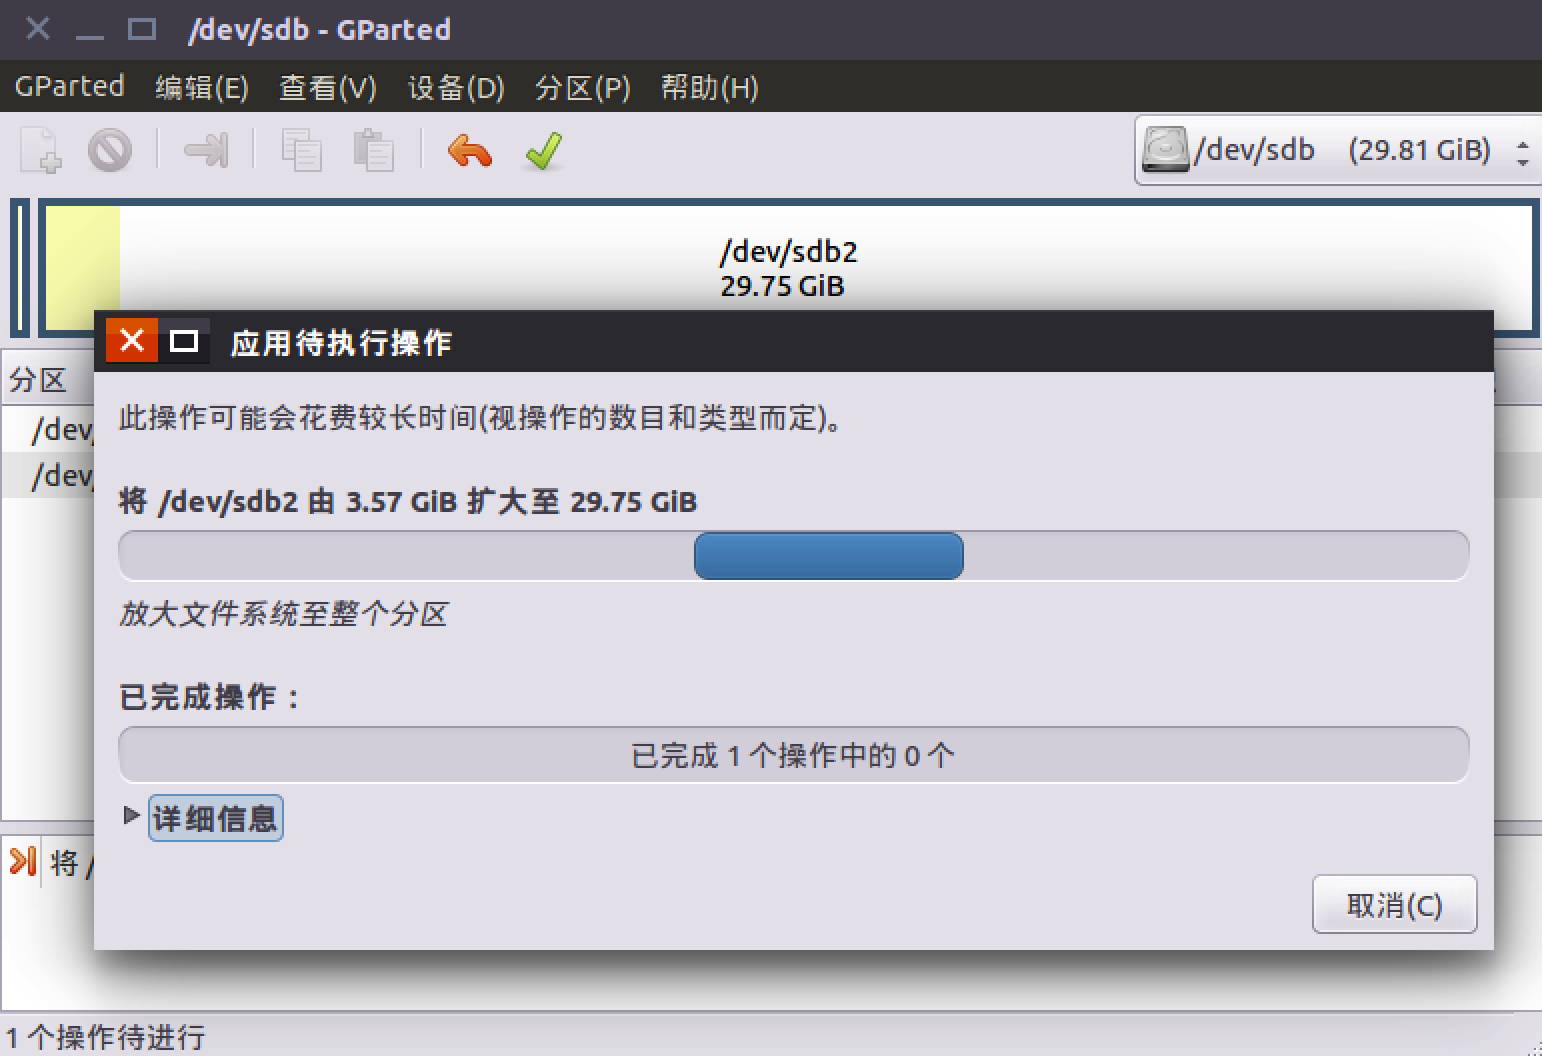 /dev/sdb - GParted
GParted 编辑(E) 查看(V) 设备(D) 分区(P) 帮助(H)
/dev/sdb (29.81 GiB)
/dev/sdb2
29.75 GiB
应用待执行操作
分区
此操作可能会花费较长时间(视操作的数目和类型而定)。
/dev/
/dev/
将 /dev/sdb2 由 3.57 GiB 扩大至 29.75 GiB
放大文件系统至整个分区
已完成操作：
已完成 1 个操作中的 0 个
详细信息
将 /
取消(C)
1 个操作待进行